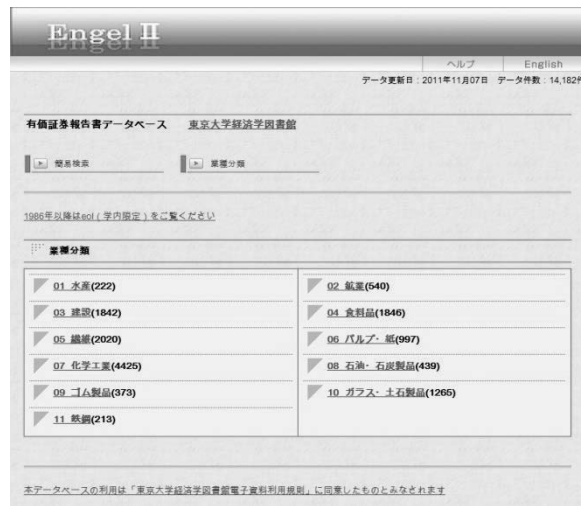 Engel II
ヘルプ English
データ更新日：2011年11月07日 データ件数：14,182件
有価証券報告書データベース 東京大学経済学図書館
簡易検索 業種分類
1986年以降はeol（学内限定）をご覧ください
業種分類
01 水産(222) 02 鉱業(540)
03 建設(1842) 04 食料品(1846)
05 繊維(2020) 06 パルプ・紙(997)
07 化学工業(4425) 08 石油・石炭製品(439)
09 ゴム製品(373) 10 ガラス・土石製品(1265)
11 鉄鋼(213)
本データベースの利用は「東京大学経済学図書館電子資料利用規則」に同意したものとみなされます